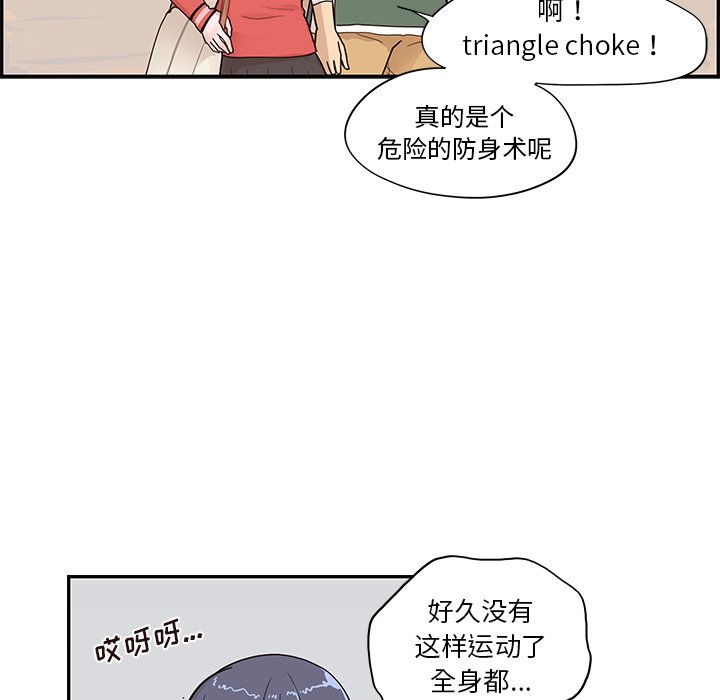 啊！
triangle choke！
真的是个
危险的防身术呢
哎呀呀...
好久没有
这样运动了
全身都...